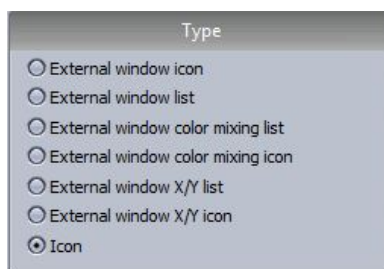 Type
External window icon
External window list
External window color mixing list
External window color mixing icon
External window X/Y list
External window X/Y icon
Icon